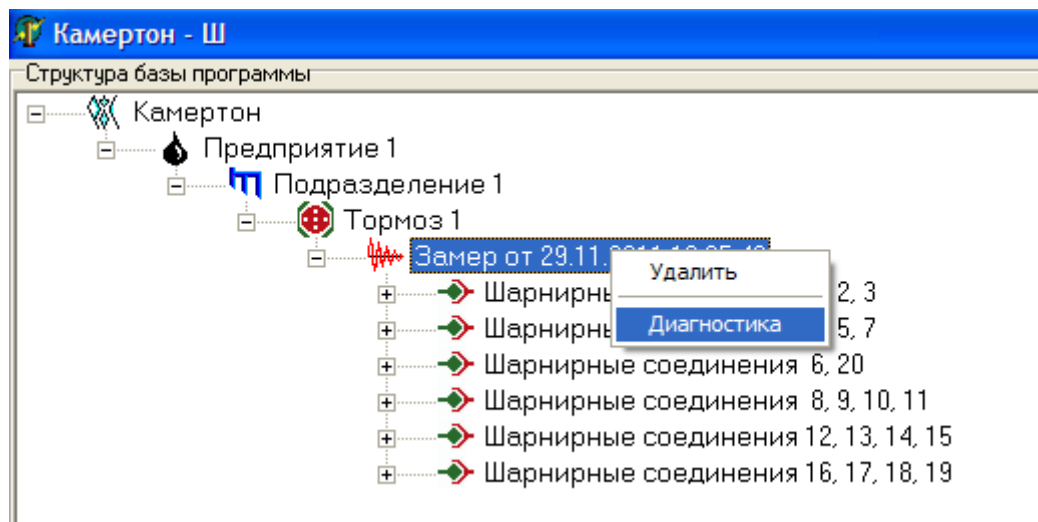 Камертон - Ш
Структура базы программы
Камертон
Предприятие 1
Подразделение 1
Тормоз 1
Замер от 29.11.
Удалить
Шарнирны 2, 3
Диагностика
Шарнирны 5, 7
Шарнирные соединения 6, 20
Шарнирные соединения 8, 9, 10, 11
Шарнирные соединения 12, 13, 14, 15
Шарнирные соединения 16, 17, 18, 19